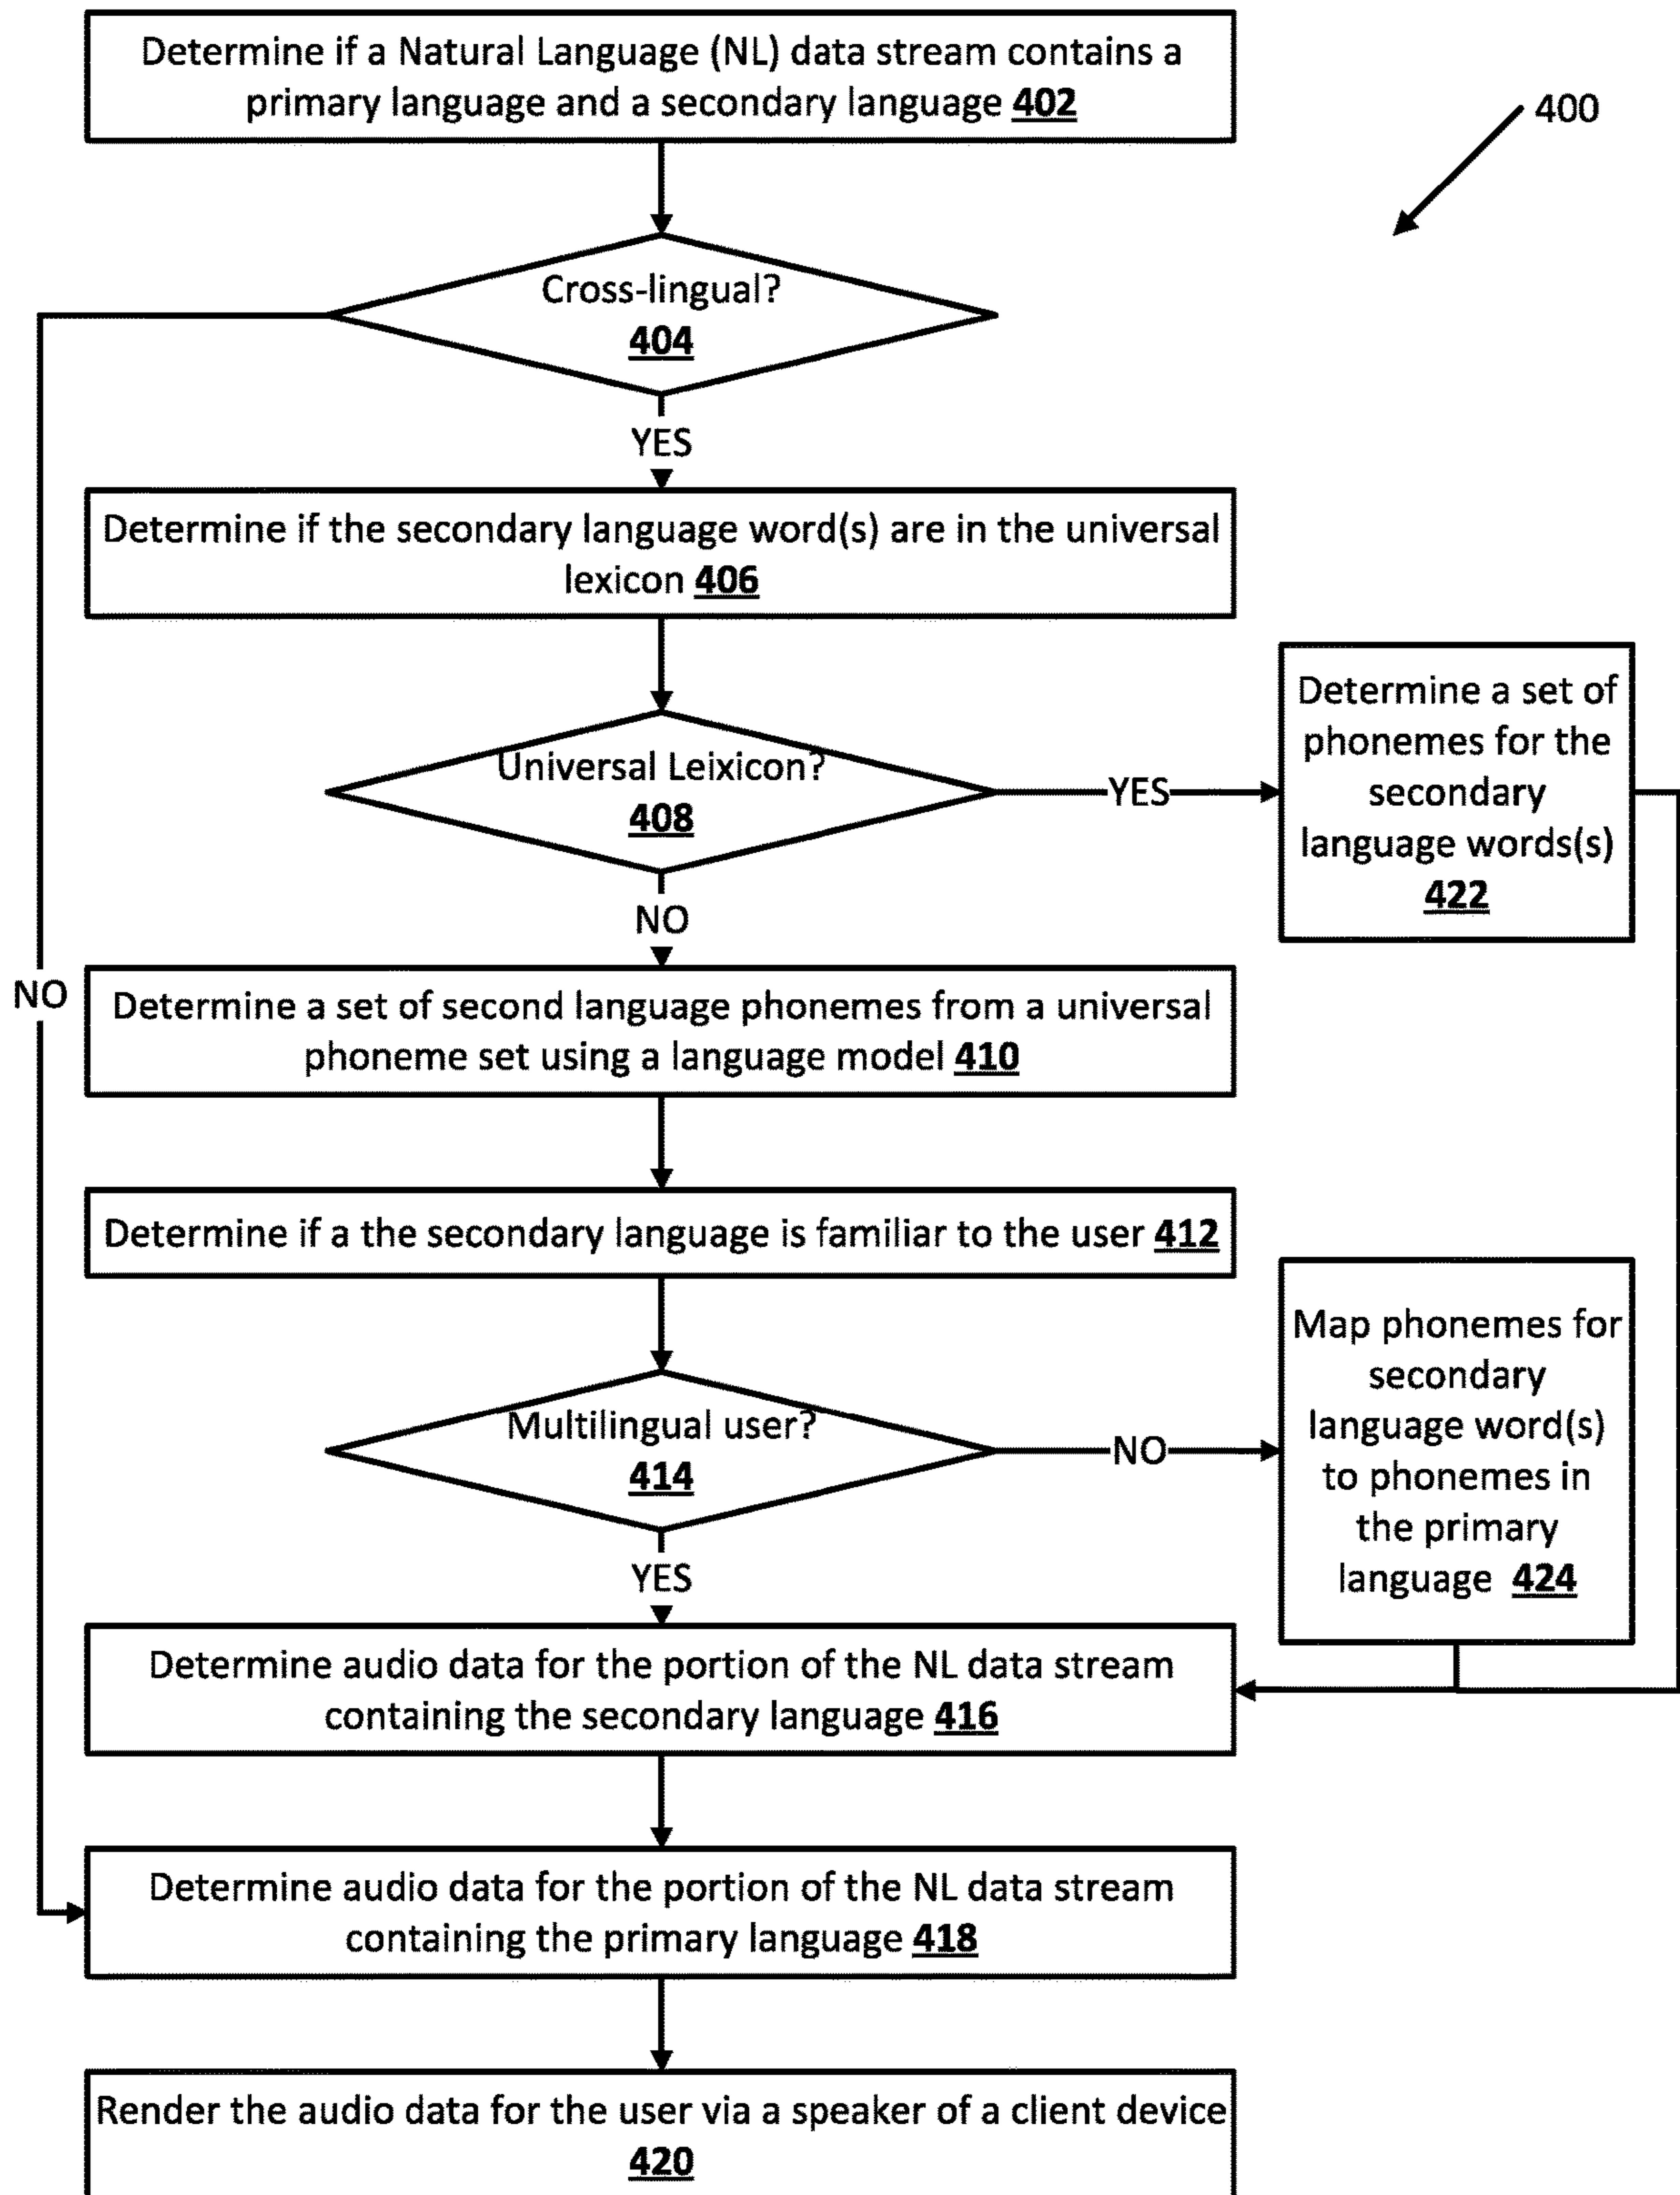 Determine if a Natural Language (NL) data stream contains a
primary language and a secondary language 402
400
Cross-lingual?
404
YES
Determine if the secondary language word(s) are in the universal
lexicon 406
Universal Leixicon?
408
YES
Determine a set of
phonemes for the
secondary
language words(s)
422
NO
NO
Determine a set of second language phonemes from a universal
phoneme set using a language model 410
Determine if a the secondary language is familiar to the user 412
Multilingual user?
414
NO
Map phonemes for
secondary
language word(s)
to phonemes in
the primary
language 424
YES
Determine audio data for the portion of the NL data stream
containing the secondary language 416
Determine audio data for the portion of the NL data stream
containing the primary language 418
Render the audio data for the user via a speaker of a client device
420